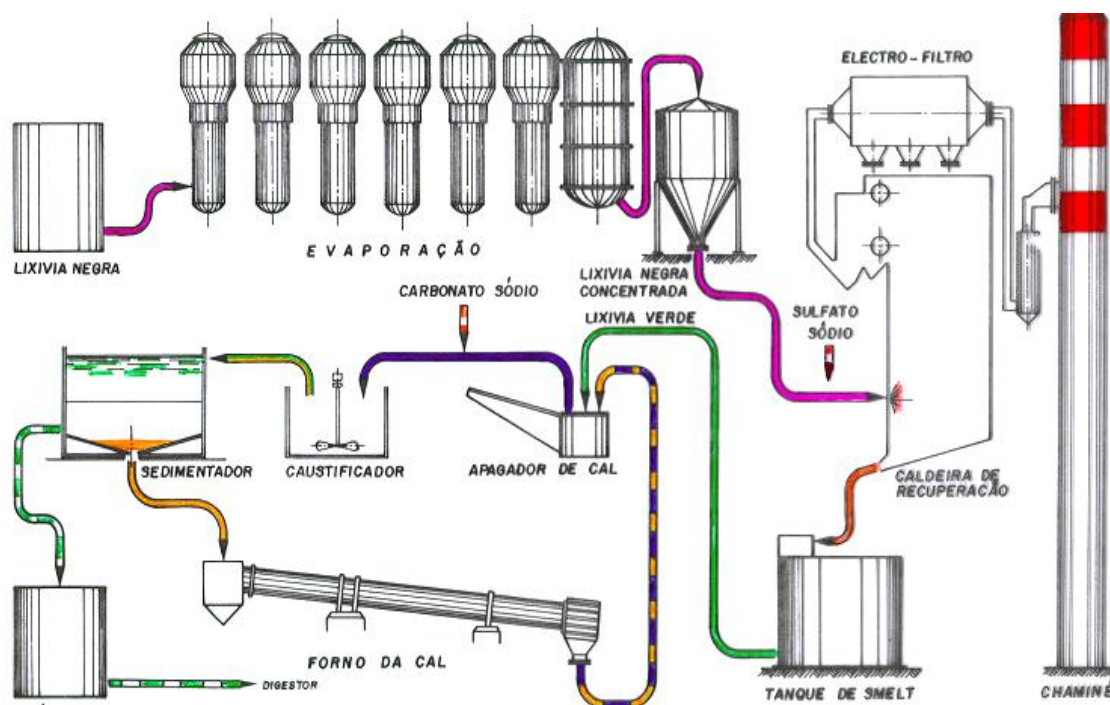 ELECTRO-FILTRO
LIXIVIA NEGRA
EVAPORAÇÃO
LIXIVIA NEGRA
CONCENTRADA
CARBONATO SÓDIO
LIXIVIA VERDE
SULFATO
SÓDIO
SEDIMENTADOR
CAUSTIFICADOR
APAGADOR DE CAL
CALDEIRA DE
RECUPERAÇÃO
FORNO DA CAL
DIGESTOR
TANQUE DE SMELT
CHAMINÉ